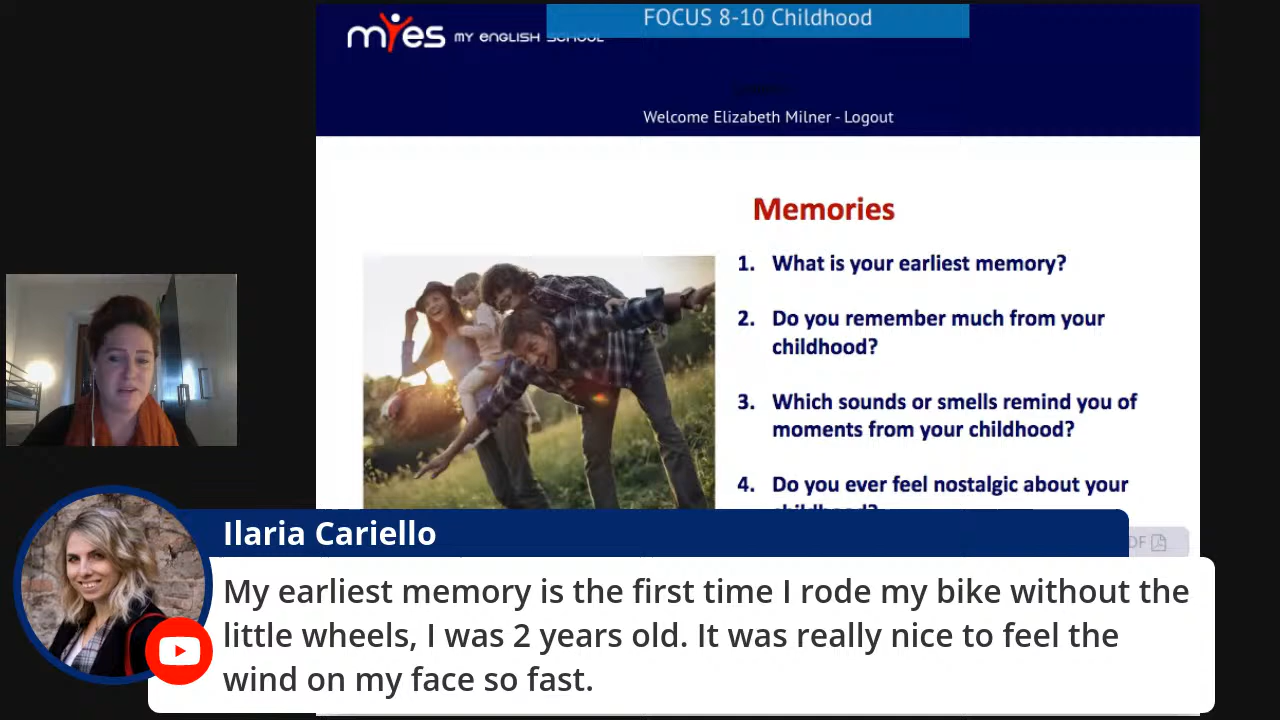 FOCUS 8-10 Childhood
myes MY ENGLISH SCHOOL
Welcome Elizabeth Milner - Logout
Memories
1. What is your earliest memory?
2. Do you remember much from your
childhood?
3. Which sounds or smells remind you of
moments from your childhood?
4. Do you ever feel nostalgic about your
childhood?
DF
Ilaria Cariello
My earliest memory is the first time I rode my bike without the
little wheels, I was 2 years old. It was really nice to feel the
wind on my face so fast.